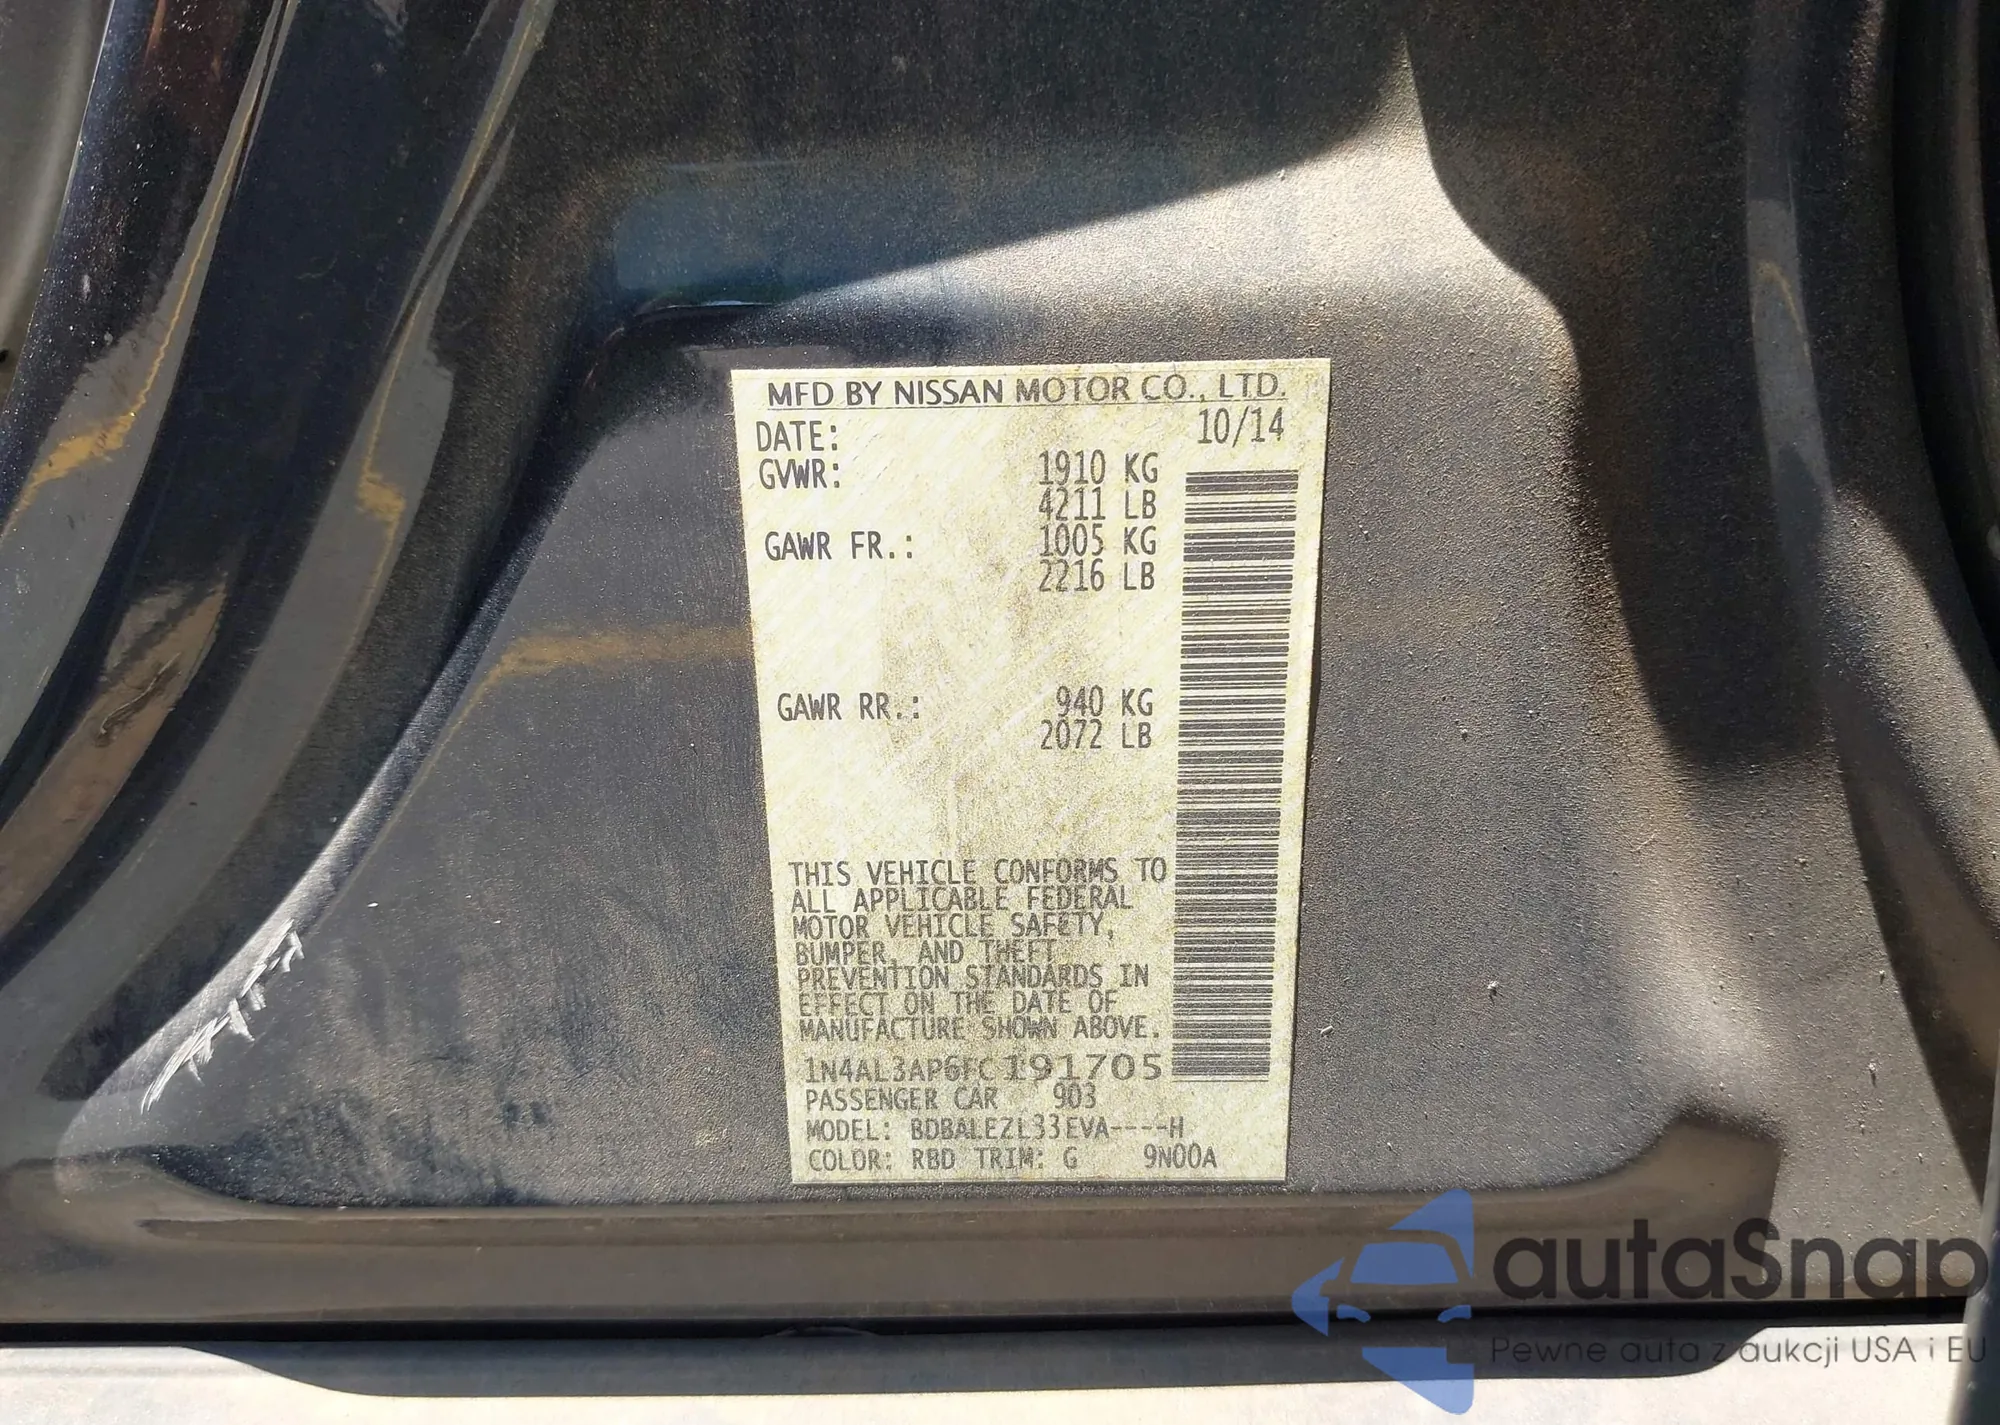 MFD BY NISSAN MOTOR CO., LTD.
DATE: 10/14
GVWR: 1910 KG
4211 LB
GAWR FR.: 1005 KG
2216 LB
GAWR RR.: 940 KG
2072 LB
THIS VEHICLE CONFORMS TO
ALL APPLICABLE FEDERAL
MOTOR VEHICLE SAFETY,
BUMPER, AND THEFT
PREVENTION STANDARDS IN
EFFECT ON THE DATE OF
MANUFACTURE SHOWN ABOVE.
1N4AL3AP6FC191705
PASSENGER CAR 903
MODEL: BDBALEZL33EVA----H
COLOR: RBD TRIM: G 9N00A
autaSnap
Pewne auta z aukcji USA i EU